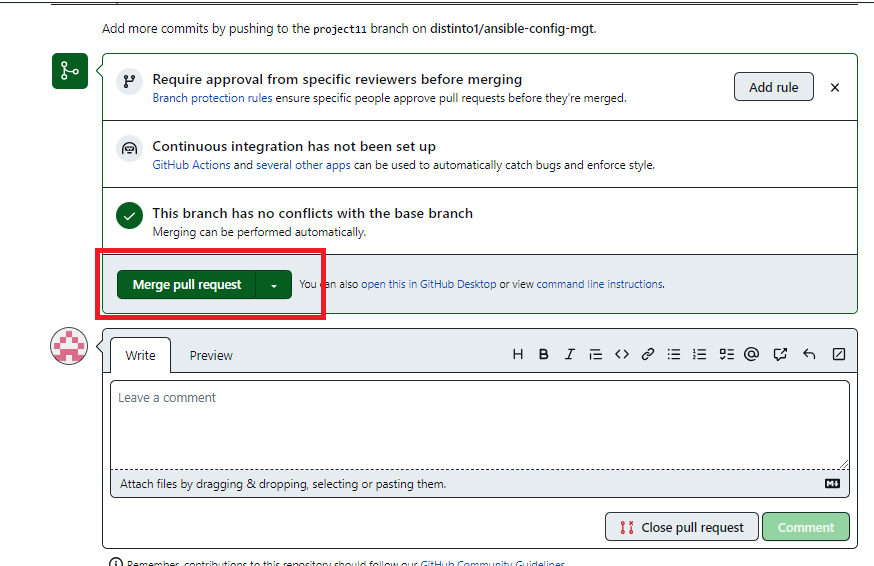 Add more commits by pushing to the project11 branch on distinto1/ansible-config-mgt.
Require approval from specific reviewers before merging
Branch protection rules ensure specific people approve pull requests before they're merged.
Add rule
Continuous integration has not been set up
GitHub Actions and several other apps can be used to automatically catch bugs and enforce style.
This branch has no conflicts with the base branch
Merging can be performed automatically.
Merge pull request
You can also open this in GitHub Desktop or view command line instructions.
Write
Preview
H B I
Leave a comment
Attach files by dragging & dropping, selecting or pasting them.
Close pull request
Comment
Remember, contributions to this repository should follow our GitHub Community Guidelines.